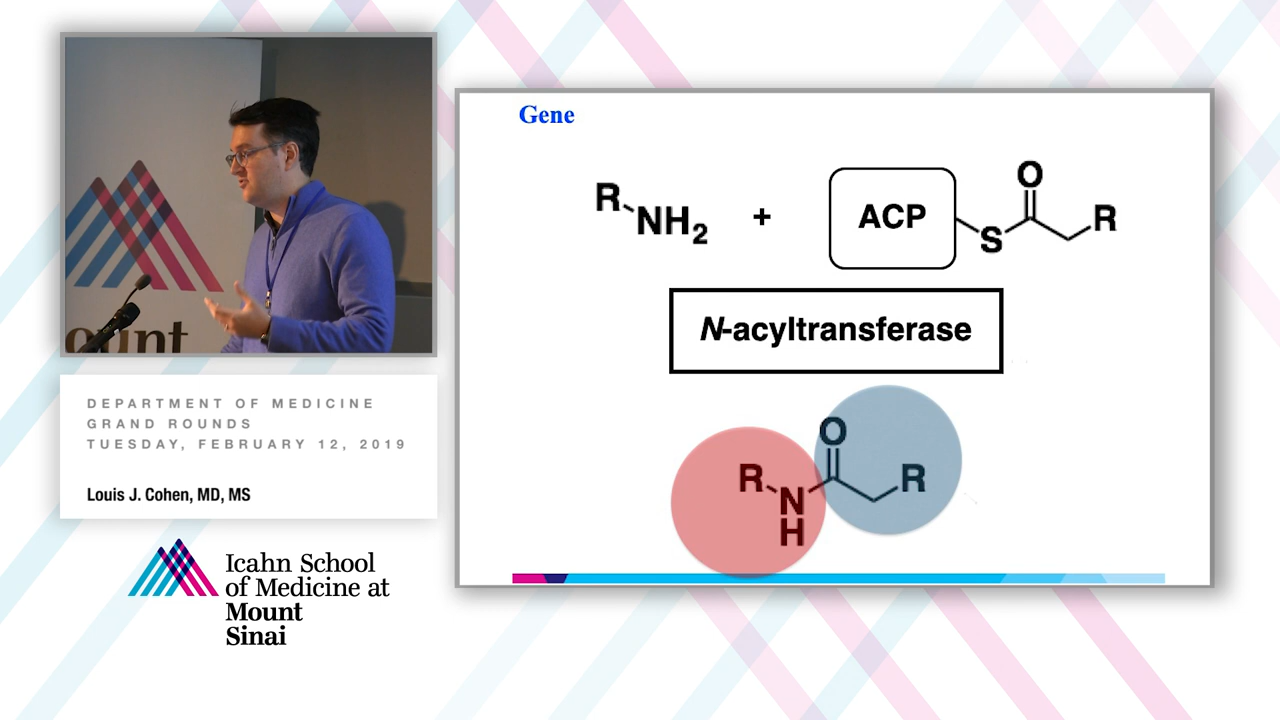 ount
DEPARTMENT OF MEDICINE
GRAND ROUNDS
TUESDAY, FEBRUARY 12, 2019
Louis J. Cohen, MD, MS
Icahn School
of Medicine at
Mount
Sinai
Gene
R NH2 + ACP S O R
N-acyltransferase
R N H O R